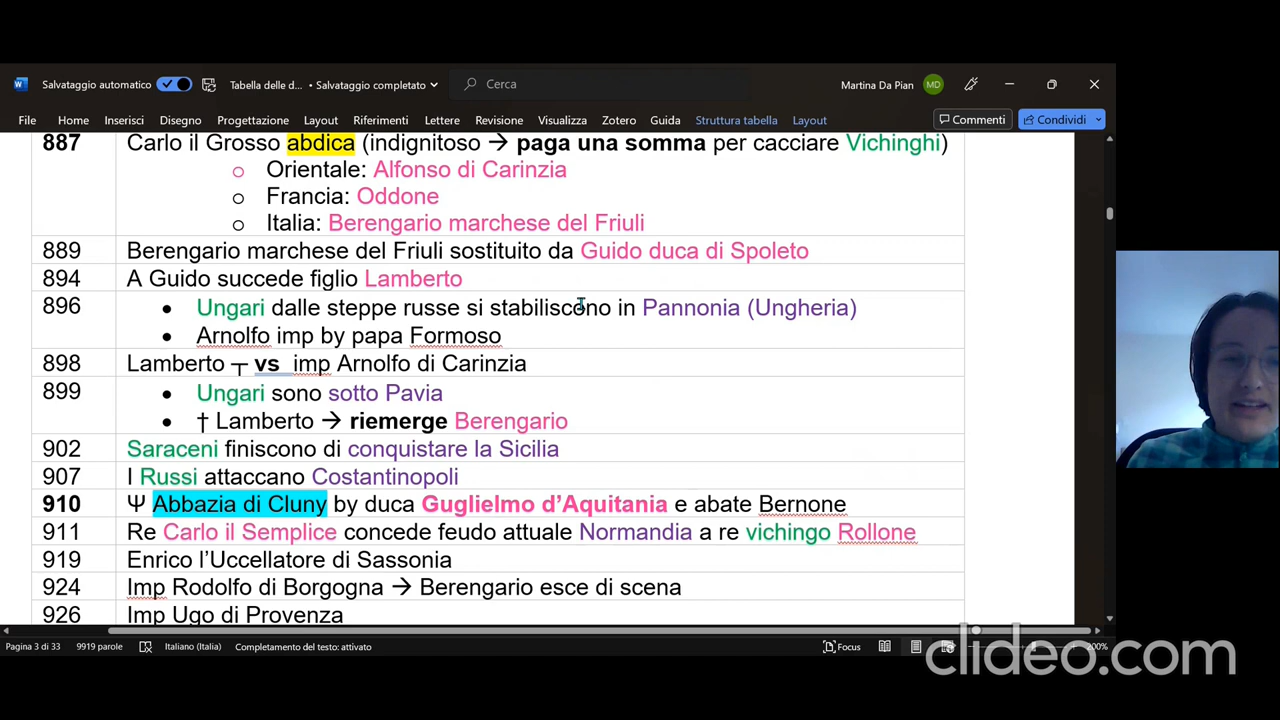 Salvataggio automatico Tabella delle d... • Salvataggio completato Cerca Martina Da Pian MD
File Home Inserisci Disegno Progettazione Layout Riferimenti Lettere Revisione Visualizza Zotero Guida Struttura tabella Layout Commenti Condividi
887 Carlo il Grosso abdica (indignitoso → paga una somma per cacciare Vichinghi)
o Orientale: Alfonso di Carinzia
o Francia: Oddone
o Italia: Berengario marchese del Friuli
889 Berengario marchese del Friuli sostituito da Guido duca di Spoleto
894 A Guido succede figlio Lamberto
896 • Ungari dalle steppe russe si stabiliscono in Pannonia (Ungheria)
• Arnolfo imp by papa Formoso
898 Lamberto ┬ vs imp Arnolfo di Carinzia
899 • Ungari sono sotto Pavia
• † Lamberto → riemerge Berengario
902 Saraceni finiscono di conquistare la Sicilia
907 I Russi attaccano Costantinopoli
910 Ψ Abbazia di Cluny by duca Guglielmo d'Aquitania e abate Bernone
911 Re Carlo il Semplice concede feudo attuale Normandia a re vichingo Rollone
919 Enrico l'Uccellatore di Sassonia
924 Imp Rodolfo di Borgogna → Berengario esce di scena
926 Imp Ugo di Provenza
Pagina 3 di 33 9919 parole Italiano (Italia) Completamento del testo: attivato Focus 200%
clideo.com